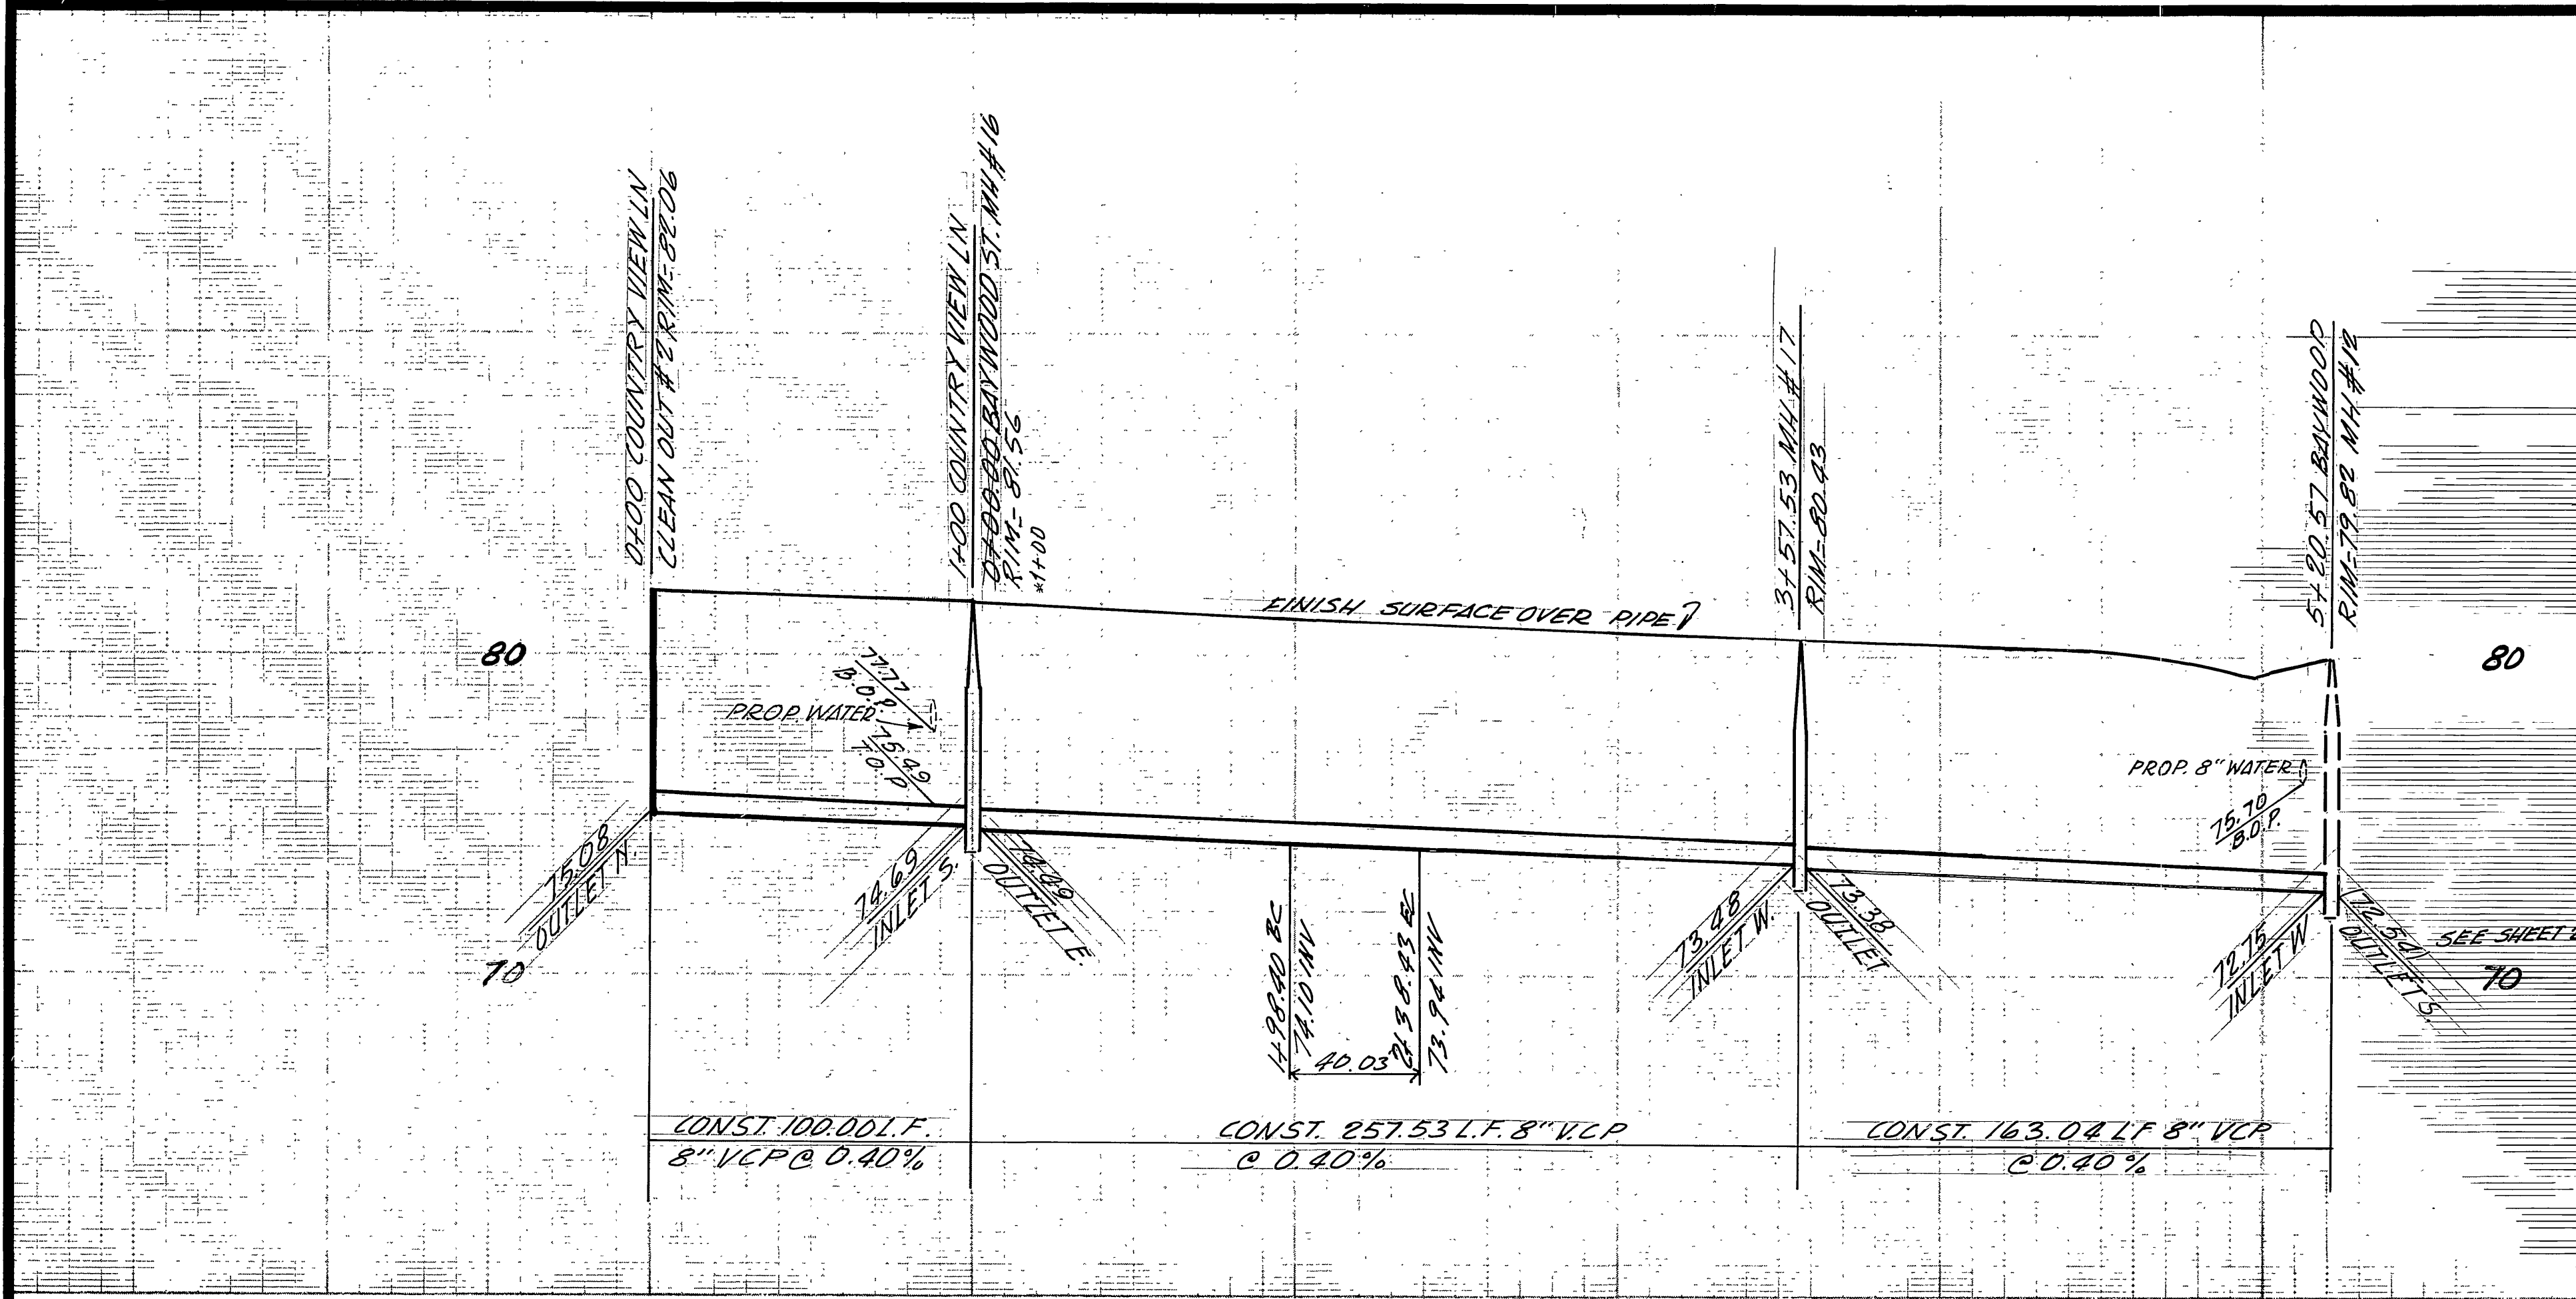 0+00 COUNTRY VIEW LN
CLEAN OUT #2 RIM=82.06
1+00 COUNTRY VIEW LN
0+00.00 BAYWOOD ST. MH #16
RIM=81.56
*1+00
3+57.53 MH #17
RIM=80.43
5+20.57 BAYWOOD
RIM=79.82 MH #12
FINISH SURFACE OVER PIPE
80
80
77.77
B.O.P.
PROP. WATER
75.49
T.O.P
PROP. 8" WATER
75.70
B.O.P.
75.08
OUTLET N.
74.69
INLET S.
74.49
OUTLET E.
73.48
INLET W.
73.38
OUTLET
72.75
INLET W
72.54
OUTLET S.
SEE SHEET
70
70
1+98.40 BC
74.10 INV.
40.03
2+38.43 EC
73.94 INV
CONST. 100.00 L.F.
8" VCP @ 0.40%
CONST. 257.53 L.F. 8" V.C.P
@ 0.40%
CONST. 163.04 LF 8" VCP
@ 0.40%